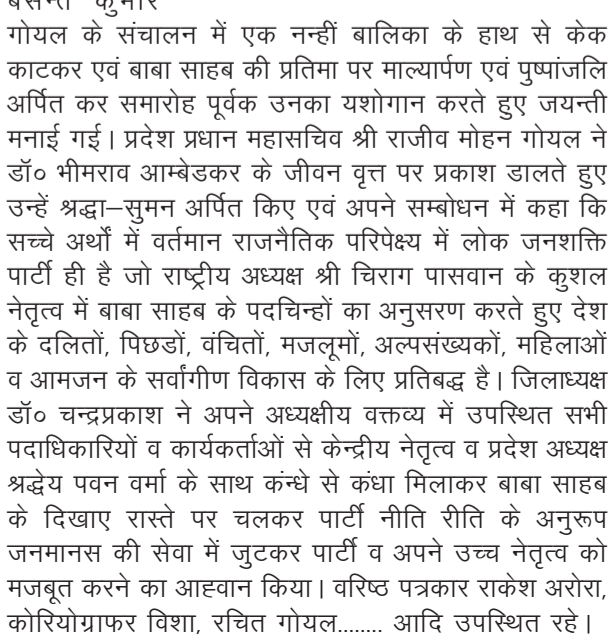 बसन्त कुमार
गोयल के संचालन में एक नन्हीं बालिका के हाथ से केक
काटकर एवं बाबा साहब की प्रतिमा पर माल्यार्पण एवं पुष्पांजलि
अर्पित कर समारोह पूर्वक उनका यशोगान करते हुए जयन्ती
मनाई गई। प्रदेश प्रधान महासचिव श्री राजीव मोहन गोयल ने
डॉ० भीमराव आम्बेडकर के जीवन वृत्त पर प्रकाश डालते हुए
उन्हें श्रद्धा–सुमन अर्पित किए एवं अपने सम्बोधन में कहा कि
सच्चे अर्थों में वर्तमान राजनैतिक परिपेक्ष्य में लोक जनशक्ति
पार्टी ही है जो राष्ट्रीय अध्यक्ष श्री चिराग पासवान के कुशल
नेतृत्व में बाबा साहब के पदचिन्हों का अनुसरण करते हुए देश
के दलितों, पिछडों, वंचितों, मजलूमों, अल्पसंख्यकों, महिलाओं
व आमजन के सर्वांगीण विकास के लिए प्रतिबद्ध है। जिलाध्यक्ष
डॉ० चन्द्रप्रकाश ने अपने अध्यक्षीय वक्तव्य में उपस्थित सभी
पदाधिकारियों व कार्यकर्ताओं से केन्द्रीय नेतृत्व व प्रदेश अध्यक्ष
श्रद्धेय पवन वर्मा के साथ कंन्धे से कंधा मिलाकर बाबा साहब
के दिखाए रास्ते पर चलकर पार्टी नीति रीति के अनुरूप
जनमानस की सेवा में जुटकर पार्टी व अपने उच्च नेतृत्व को
मजबूत करने का आह्वान किया। वरिष्ठ पत्रकार राकेश अरोरा,
कोरियोग्राफर विशा, रचित गोयल........ आदि उपस्थित रहे।